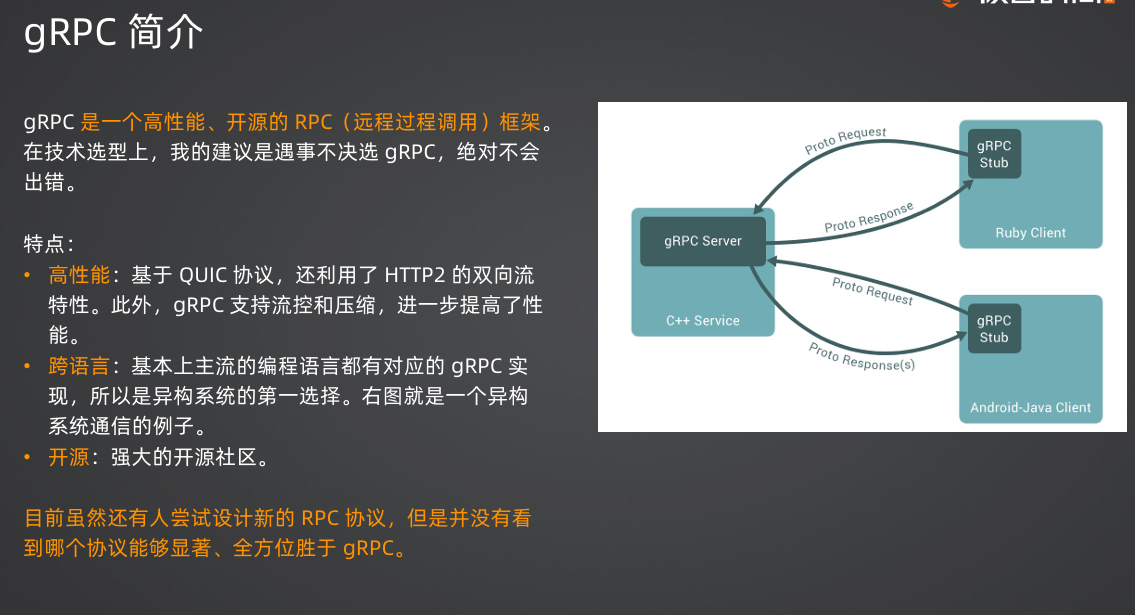 gRPC 简介
gRPC 是一个高性能、开源的 RPC（远程过程调用）框架。
在技术选型上，我的建议是遇事不决选 gRPC，绝对不会
出错。
特点：
• 高性能：基于 QUIC 协议，还利用了 HTTP2 的双向流
特性。此外，gRPC 支持流控和压缩，进一步提高了性
能。
• 跨语言：基本上主流的编程语言都有对应的 gRPC 实
现，所以是异构系统的第一选择。右图就是一个异构
系统通信的例子。
• 开源：强大的开源社区。
目前虽然还有人尝试设计新的 RPC 协议，但是并没有看
到哪个协议能够显著、全方位胜于 gRPC。
Proto Request
gRPC
Stub
Proto Response
Ruby Client
gRPC Server
C++ Service
Proto Request
gRPC
Stub
Proto Response(s)
Android-Java Client